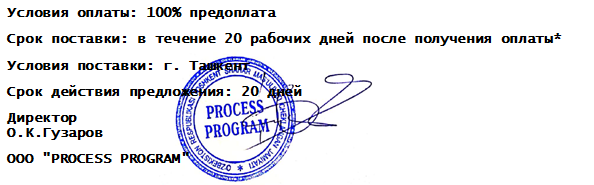 Условия оплаты: 100% предоплата
Срок поставки: в течение 20 рабочих дней после получения оплаты*
Условия поставки: г. Ташкент
Срок действия предложения: 20 дней
Директор
О.К.Гузаров
ООО "PROCESS PROGRAM"
PROCESS
PROGRAM